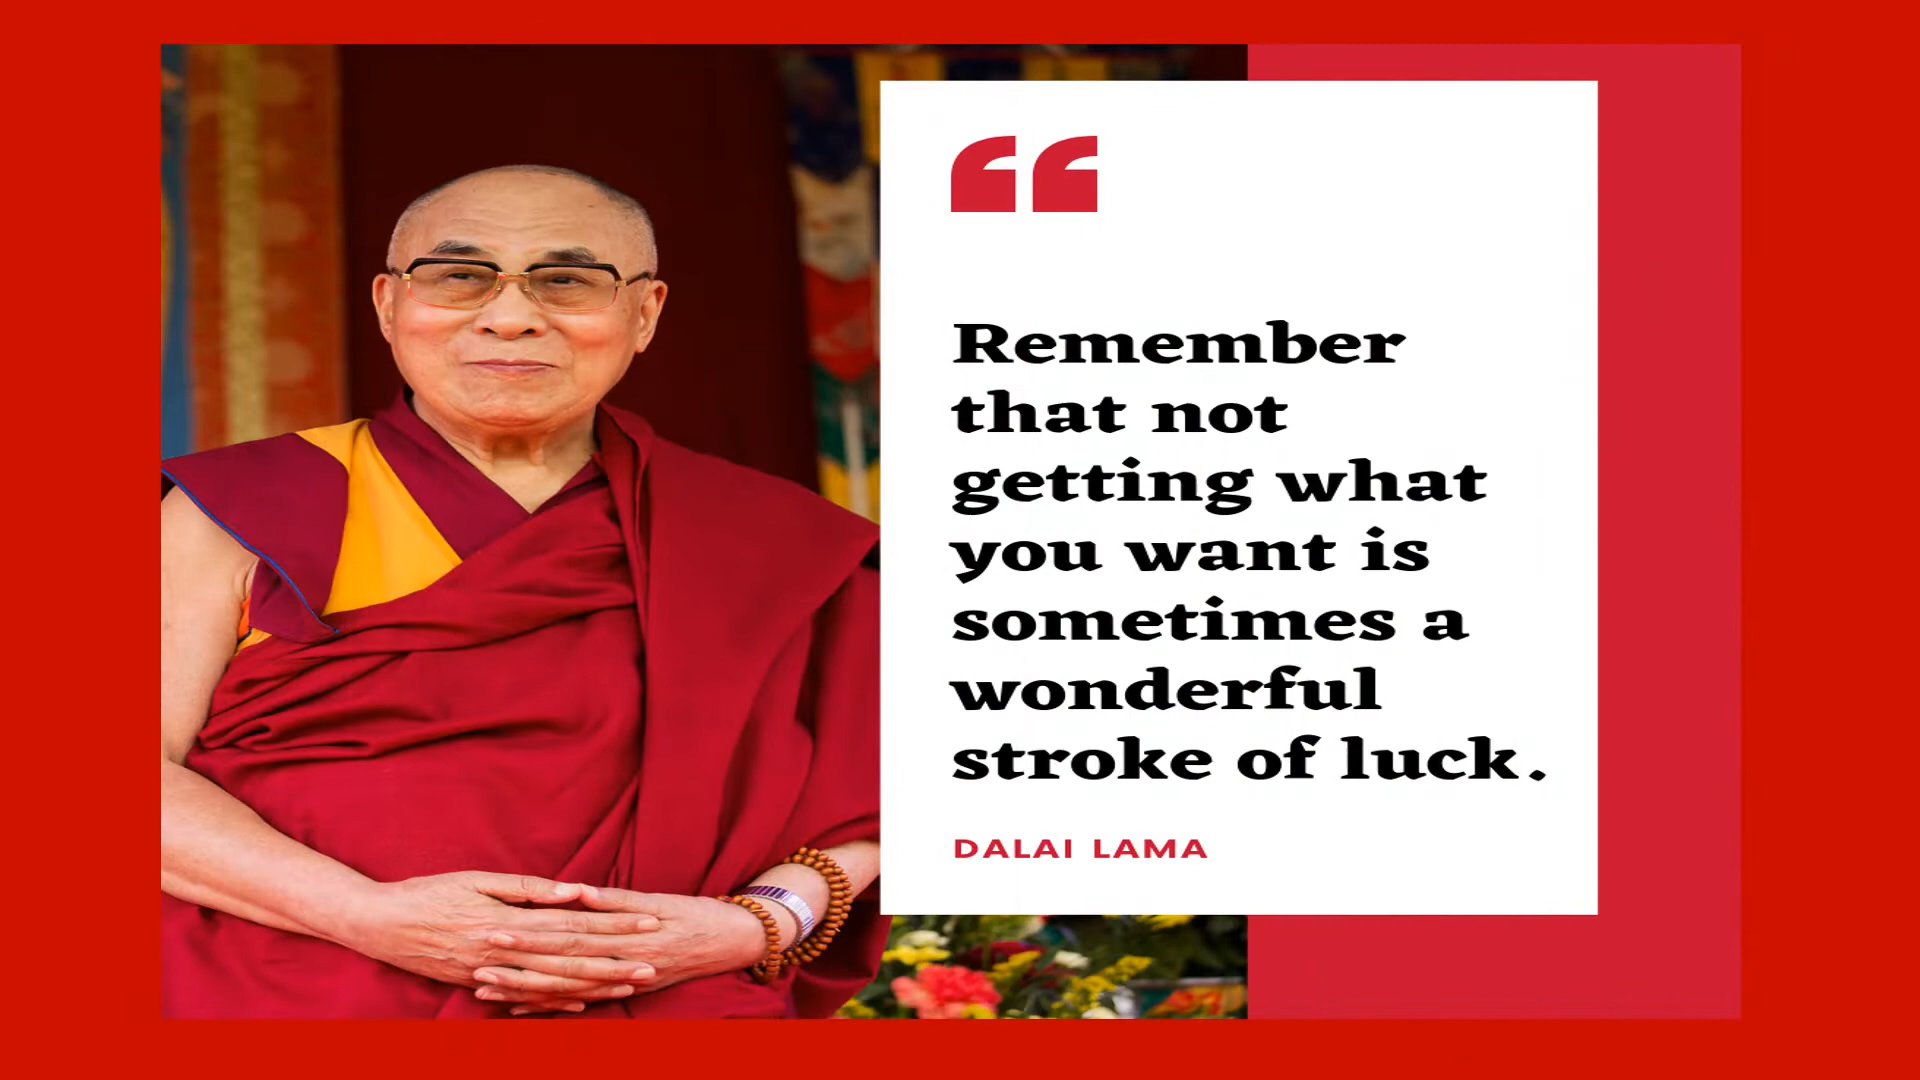 “
Remember
that not
getting what
you want is
sometimes a
wonderful
stroke of luck.
DALAI LAMA